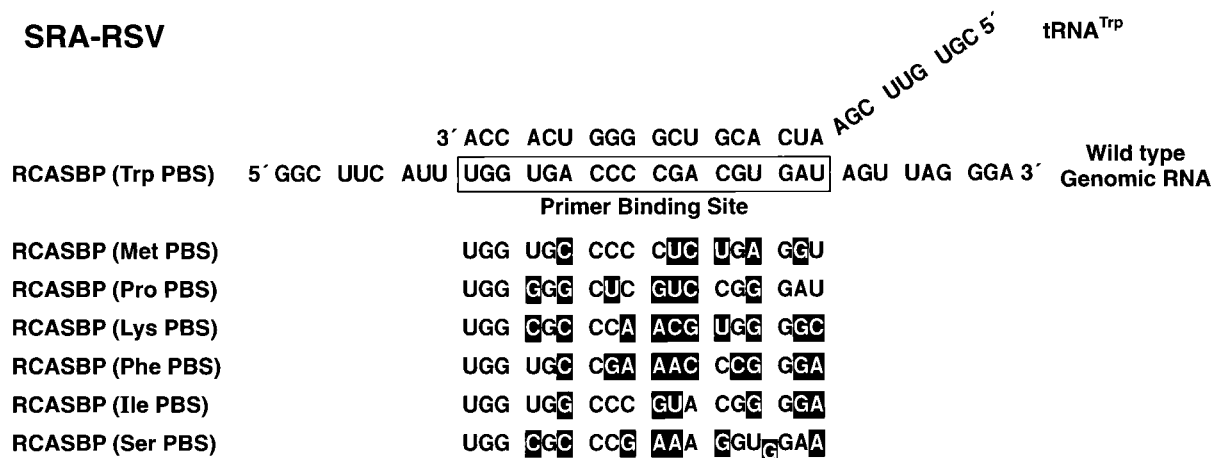 SRA-RSV
tRNATrp
AGC UUG UGC 5´
3´ ACC ACU GGG GCU GCA CUA
RCASBP (Trp PBS) 5´ GGC UUC AUU UGG UGA CCC CGA CGU GAU AGU UAG GGA 3´
Wild type
Genomic RNA
Primer Binding Site
RCASBP (Met PBS) UGG UGC CCC CUC UGA GGU
RCASBP (Pro PBS) UGG GGG CUC GUC CGG GAU
RCASBP (Lys PBS) UGG CGC CCA ACG UGG GGC
RCASBP (Phe PBS) UGG UGC CGA AAC CCG GGA
RCASBP (Ile PBS) UGG UGG CCC GUA CGG GGA
RCASBP (Ser PBS) UGG CGC CCG AAA GGUGGAA